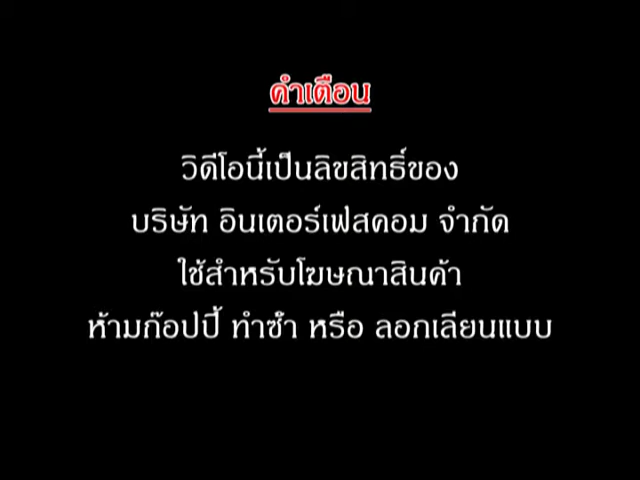 คำเตือน
วิดีโอนี้เป็นลิขสิทธิ์ของ
บริษัท อินเตอร์เฟสคอม จำกัด
ใช้สำหรับโฆษณาสินค้า
ห้ามก๊อปปี้ ทำซ้ำ หรือ ลอกเลียนแบบ